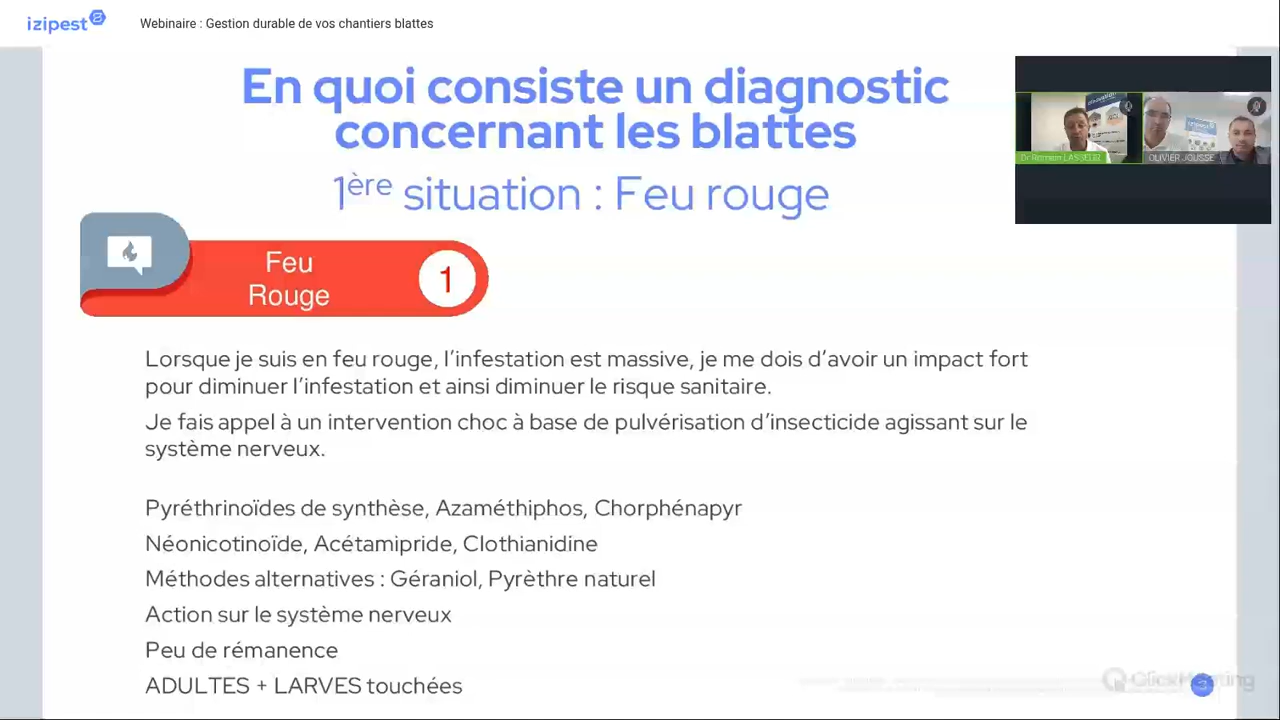 izipest
Webinaire : Gestion durable de vos chantiers blattes
En quoi consiste un diagnostic
concernant les blattes
1ère situation : Feu rouge
Dr Romain LASSEUR
OLIVIER JOUSSE
Feu
Rouge
1
Lorsque je suis en feu rouge, l’infestation est massive, je me dois d’avoir un impact fort
pour diminuer l’infestation et ainsi diminuer le risque sanitaire.
Je fais appel à un intervention choc à base de pulvérisation d’insecticide agissant sur le
système nerveux.
Pyréthrinoïdes de synthèse, Azaméthiphos, Chorphénapyr
Néonicotinoïde, Acétamipride, Clothianidine
Méthodes alternatives : Géraniol, Pyrèthre naturel
Action sur le système nerveux
Peu de rémanence
ADULTES + LARVES touchées
ClickMeeting